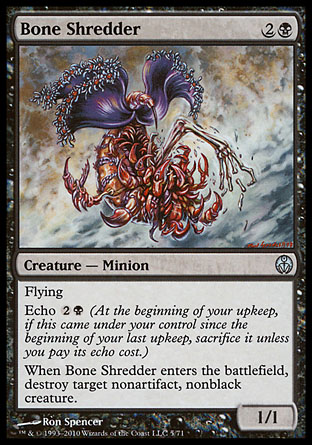 Bone Shredder 2
Creature — Minion
Flying
Echo 2 (At the beginning of your upkeep,
if this came under your control since the
beginning of your last upkeep, sacrifice it unless
you pay its echo cost.)
When Bone Shredder enters the battlefield,
destroy target nonartifact, nonblack
creature.
Ron Spencer
™ & © 1993–2010 Wizards of the Coast LLC 5/71
1/1